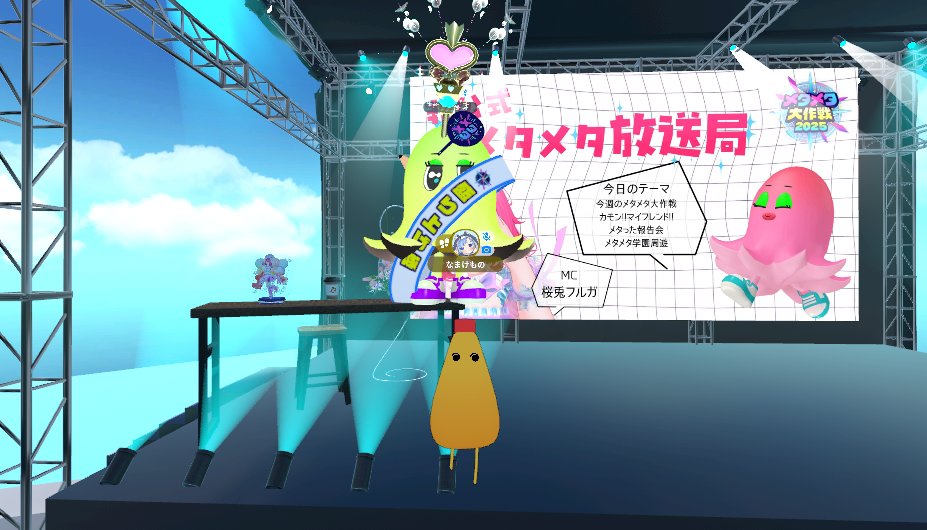 式
メタメタ放送局
メタメタ
大作戦
2025
今日のテーマ
今週のメタメタ大作戦
カモン!!マイフレンド!!
メタった報告会
メタメタ学園周遊
なまけもの
MC
桜兎フルガ